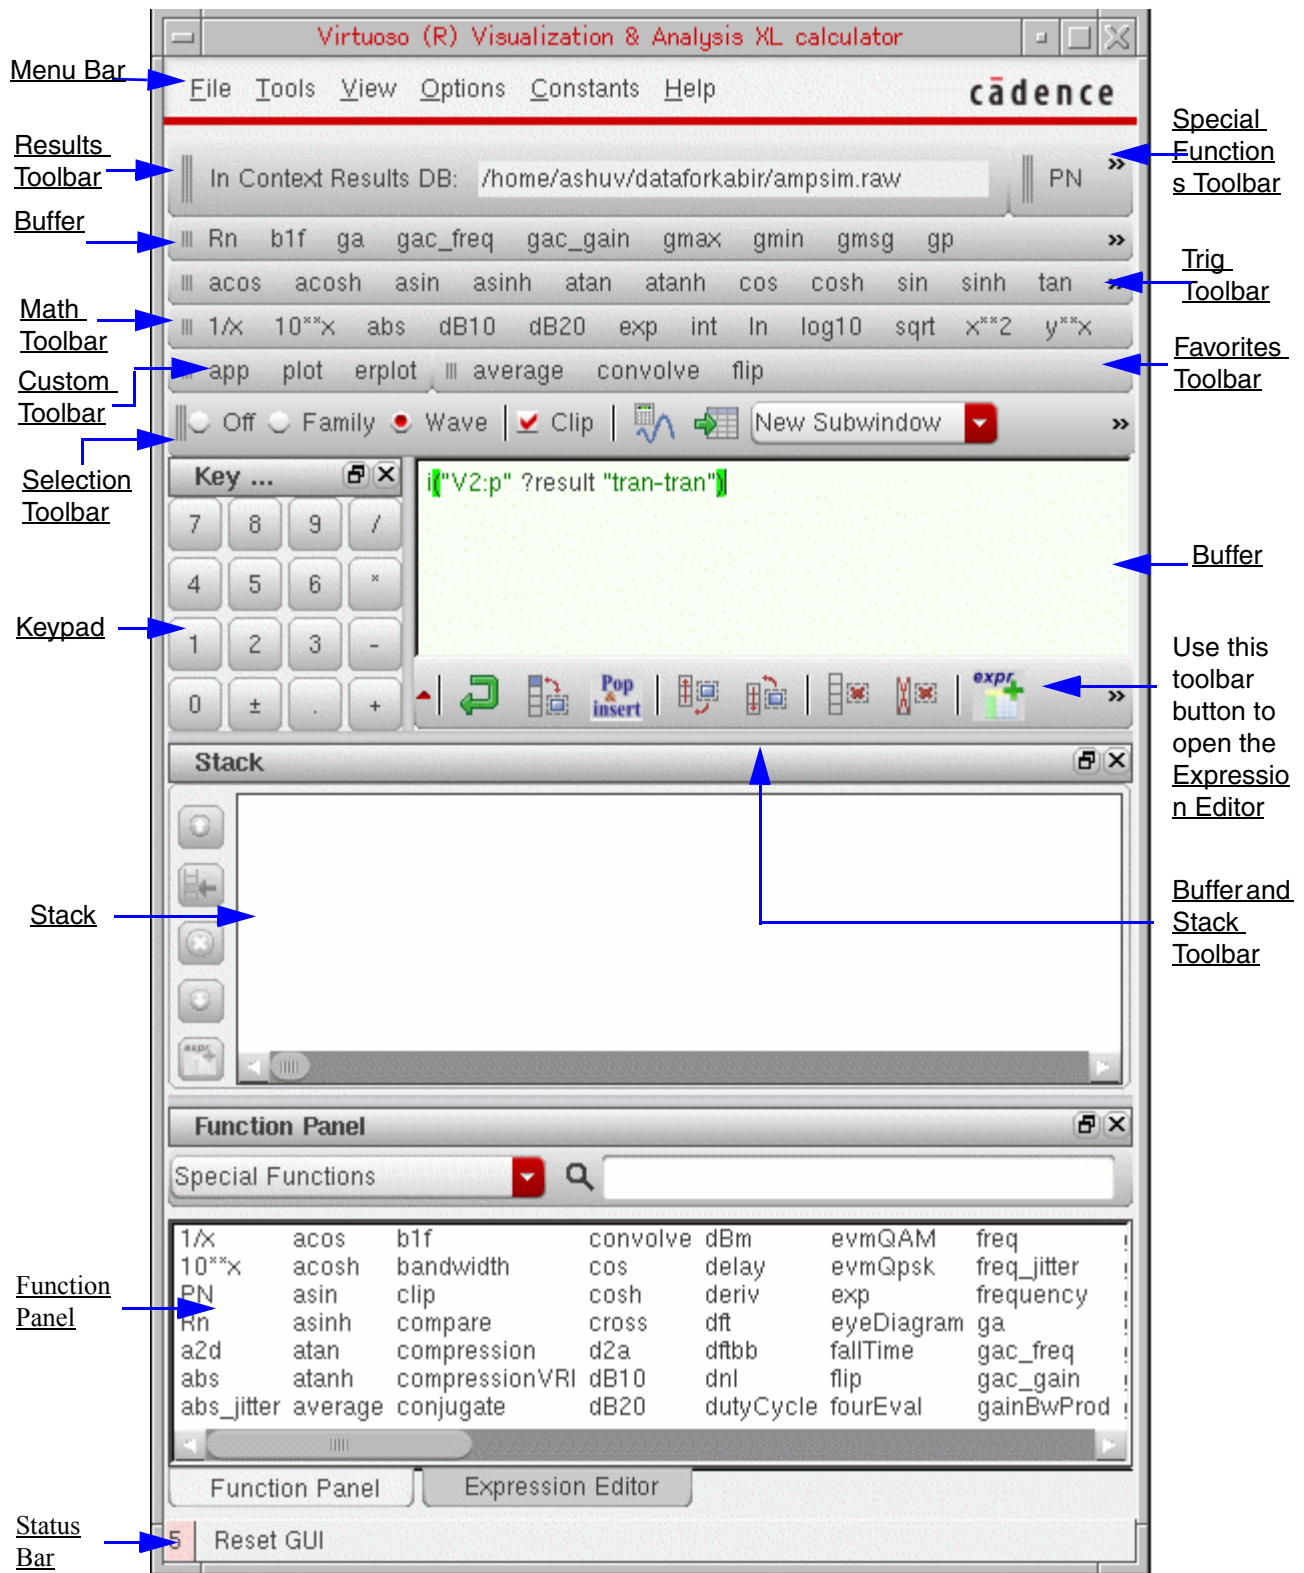 Virtuoso (R) Visualization & Analysis XL calculator
Menu Bar
File Tools View Options Constants Help
cādence
Results
Toolbar
In Context Results DB: /home/ashuv/dataforkabir/ampsim.raw
PN »
Special
Function
s Toolbar
Buffer
Rn b1f ga gac_freq gac_gain gmax gmin gmsg gp »
acos acosh asin asinh atan atanh cos cosh sin sinh tan »
Trig
Toolbar
Math
Toolbar
1/x 10**x abs dB10 dB20 exp int ln log10 sqrt x**2 y**x
Custom
Toolbar
app plot erplot average convolve flip
Favorites
Toolbar
Off Family Wave Clip New Subwindow »
Selection
Toolbar
Key ...
i("V2:p" ?result "tran-tran")
7 8 9 /
4 5 6 *
1 2 3 -
0 ± . +
Buffer
Keypad
Pop
&
insert
expr
»
Use this
toolbar
button to
open the
Expressio
n Editor
Stack
Stack
expr
Buffer and
Stack
Toolbar
Function Panel
Special Functions
1/x acos b1f convolve dBm evmQAM freq
10**x acosh bandwidth cos delay evmQpsk freq_jitter
PN asin clip cosh deriv exp frequency
Rn asinh compare cross dft eyeDiagram ga
a2d atan compression d2a dftbb fallTime gac_freq
abs atanh compressionVRI dB10 dnl flip gac_gain
abs_jitter average conjugate dB20 dutyCycle fourEval gainBwProd
Function
Panel
Function Panel Expression Editor
Status
Bar
5 Reset GUI